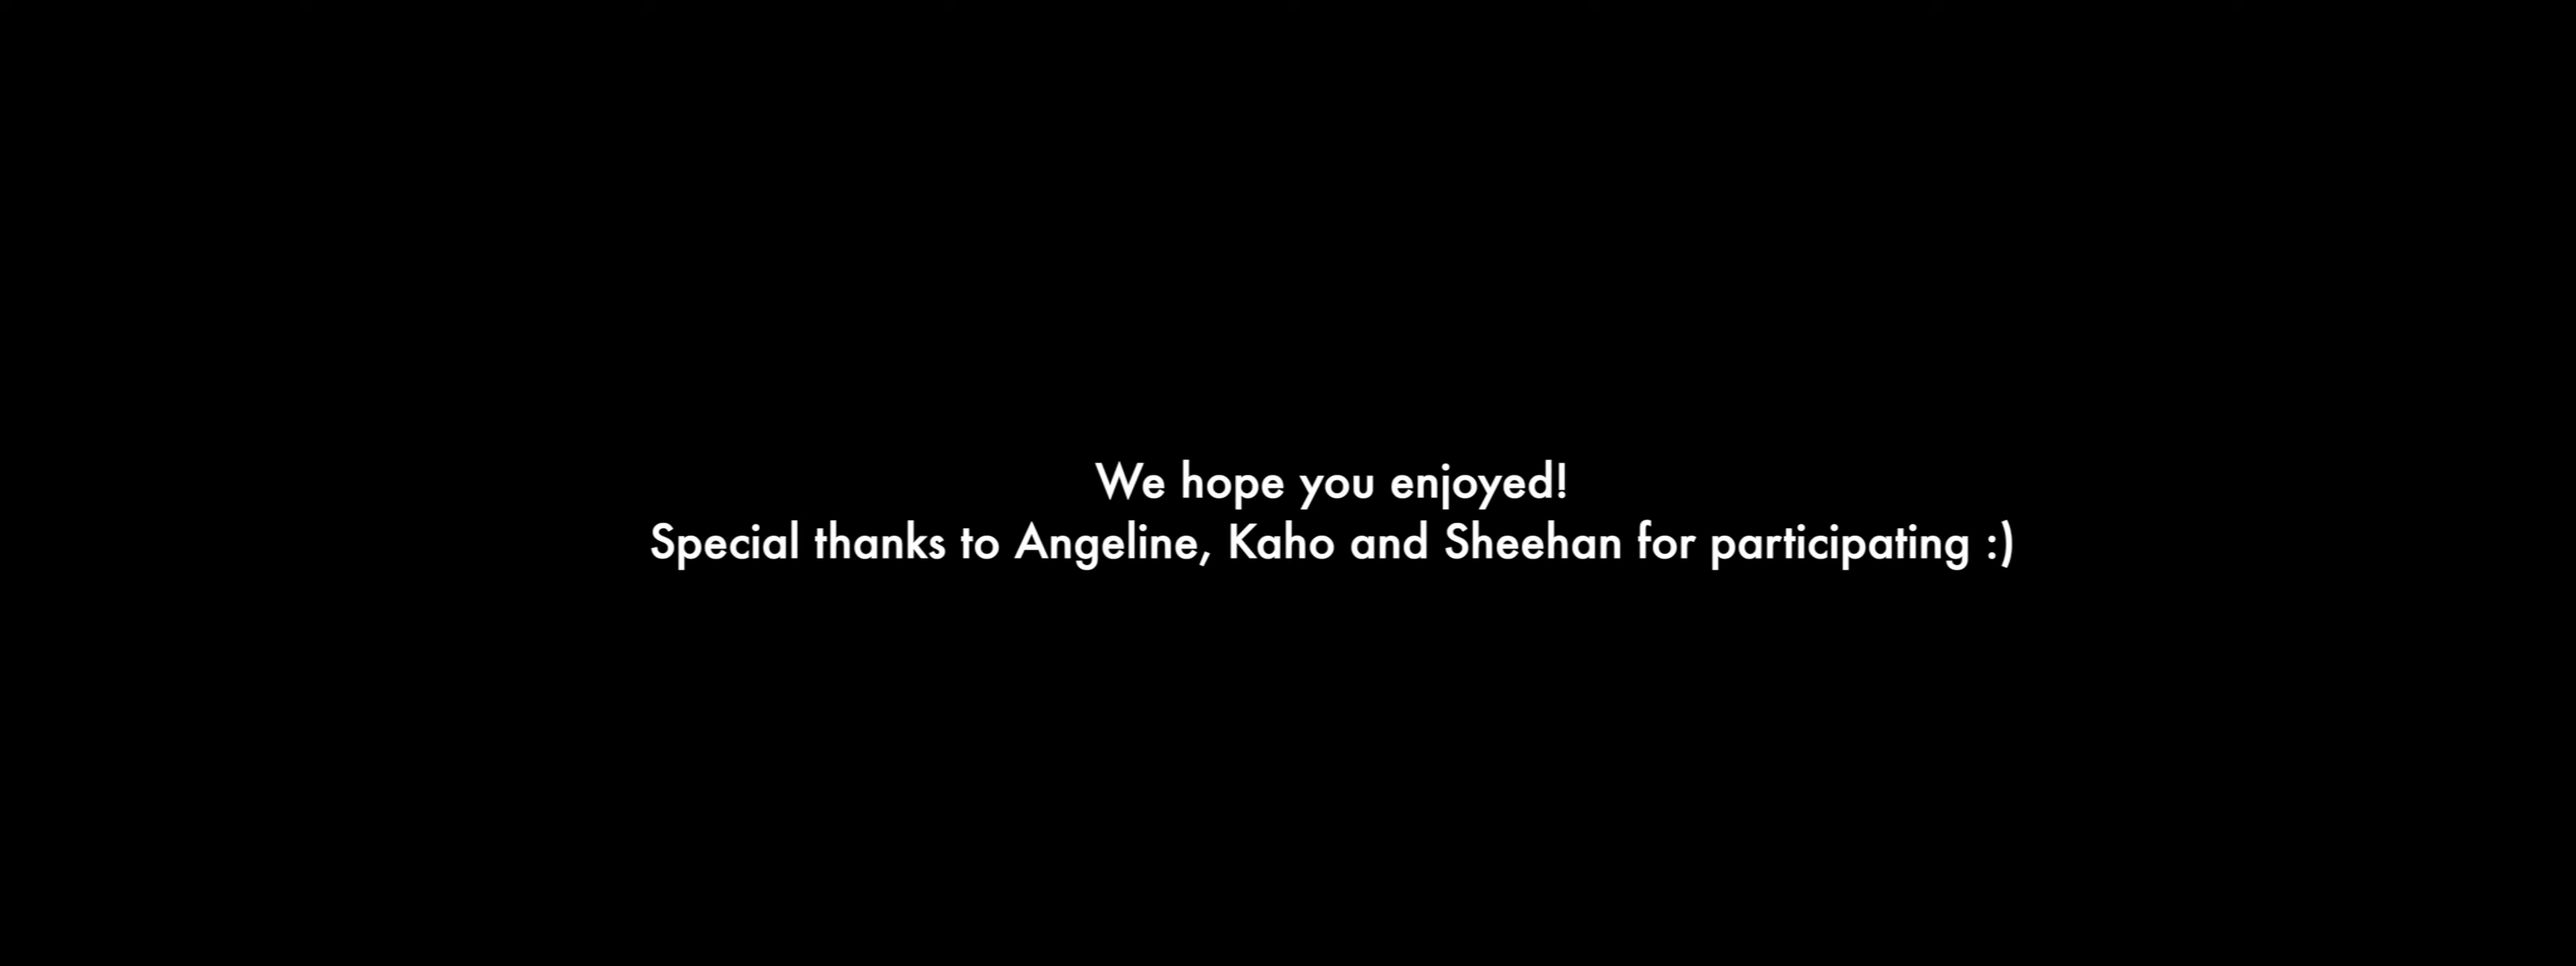 We hope you enjoyed!
Special thanks to Angeline, Kaho and Sheehan for participating :)